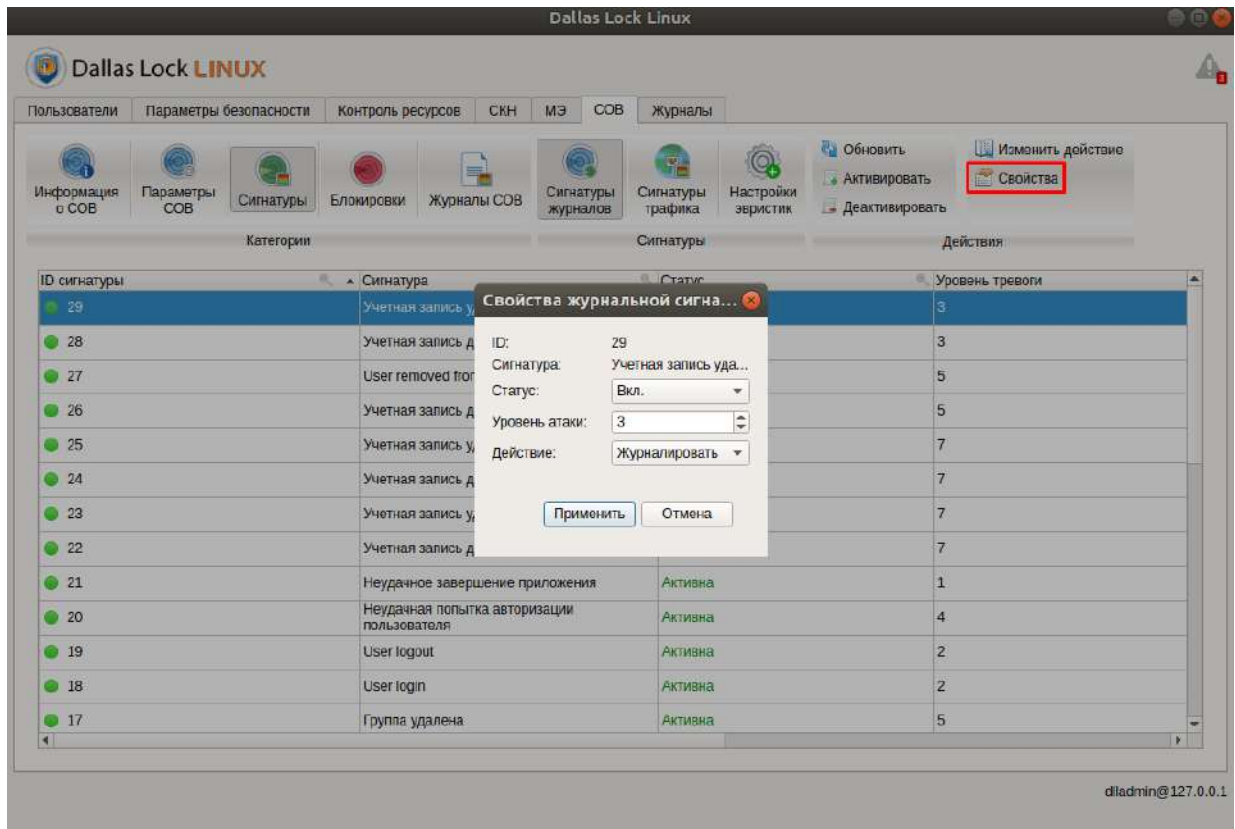 Dallas Lock Linux
Dallas Lock LINUX
Пользователи Параметры безопасности Контроль ресурсов СКН МЭ СОВ Журналы
Информация о СОВ
Параметры СОВ
Сигнатуры
Блокировки
Журналы СОВ
Категории
Сигнатуры журналов
Сигнатуры трафика
Настройки эвристик
Сигнатуры
Обновить
Активировать
Деактивировать
Изменить действие
Свойства
Действия
ID сигнатуры Сигнатура Статус Уровень тревоги
29 Учетная запись у 3
28 Учетная запись д 3
27 User removed from 5
26 Учетная запись д 5
25 Учетная запись у 7
24 Учетная запись д 7
23 Учетная запись у 7
22 Учетная запись д 7
21 Неудачное завершение приложения Активна 1
20 Неудачная попытка авторизации пользователя Активна 4
19 User logout Активна 2
18 User login Активна 2
17 Группа удалена Активна 5
Свойства журнальной сигна...
ID: 29
Сигнатура: Учетная запись уда...
Статус: Вкл.
Уровень атаки: 3
Действие: Журналировать
Применить Отмена
dlladmin@127.0.0.1